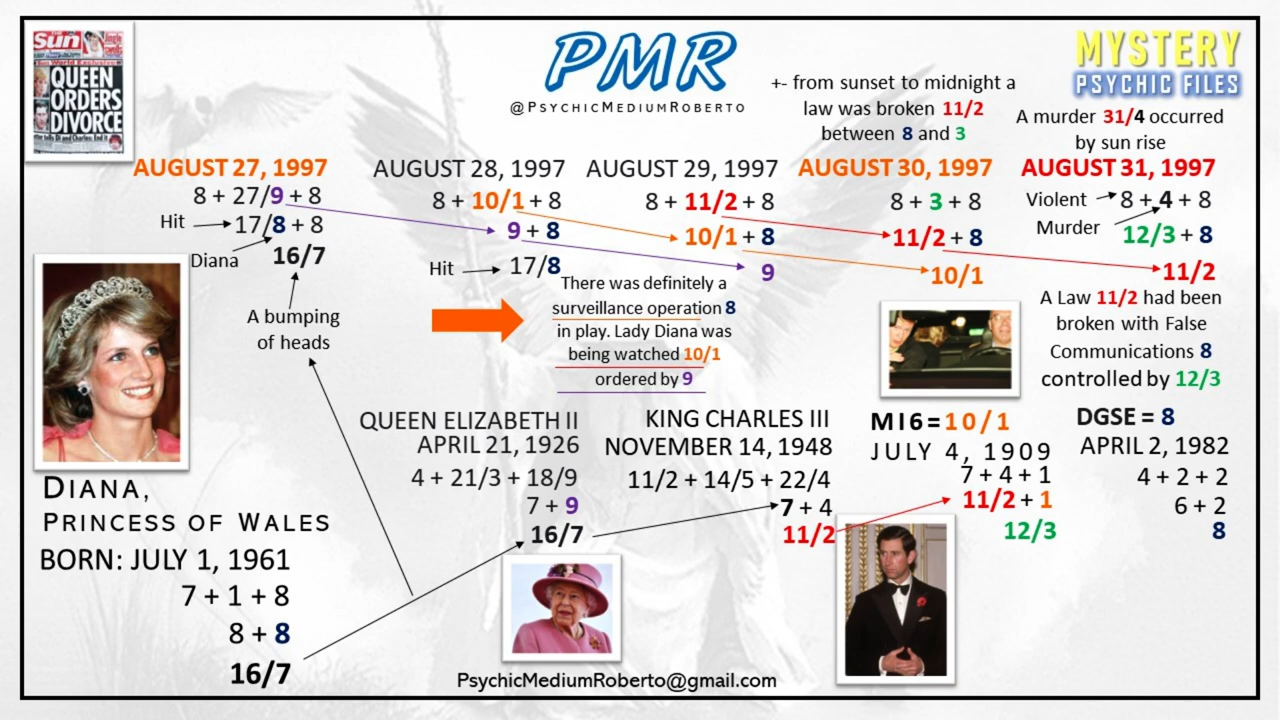 Sun
Jingle
World Exclusive
QUEEN
ORDERS
DIVORCE
PMR
@PsychicMediumRoberto
MYSTERY
PSYCHIC FILES
+- from sunset to midnight a
law was broken 11/2
between 8 and 3
A murder 31/4 occurred
by sun rise
AUGUST 27, 1997
8 + 27/9 + 8
Hit
17/8 + 8
Diana
16/7
A bumping
of heads
AUGUST 28, 1997
8 + 10/1 + 8
9 + 8
Hit
17/8
There was definitely a
surveillance operation 8
in play. Lady Diana was
being watched 10/1
ordered by 9
AUGUST 29, 1997
8 + 11/2 + 8
10/1 + 8
9
AUGUST 30, 1997
8 + 3 + 8
11/2 + 8
10/1
AUGUST 31, 1997
Violent
8 + 4 + 8
Murder
12/3 + 8
11/2
A Law 11/2 had been
broken with False
Communications 8
controlled by 12/3
DIANA,
PRINCESS OF WALES
BORN: JULY 1, 1961
7 + 1 + 8
8 + 8
16/7
QUEEN ELIZABETH II
APRIL 21, 1926
4 + 21/3 + 18/9
7 + 9
16/7
KING CHARLES III
NOVEMBER 14, 1948
11/2 + 14/5 + 22/4
7 + 4
11/2
MI6 = 10/1
JULY 4, 1909
7 + 4 + 1
11/2 + 1
12/3
DGSE = 8
APRIL 2, 1982
4 + 2 + 2
6 + 2
8
PsychicMediumRoberto@gmail.com